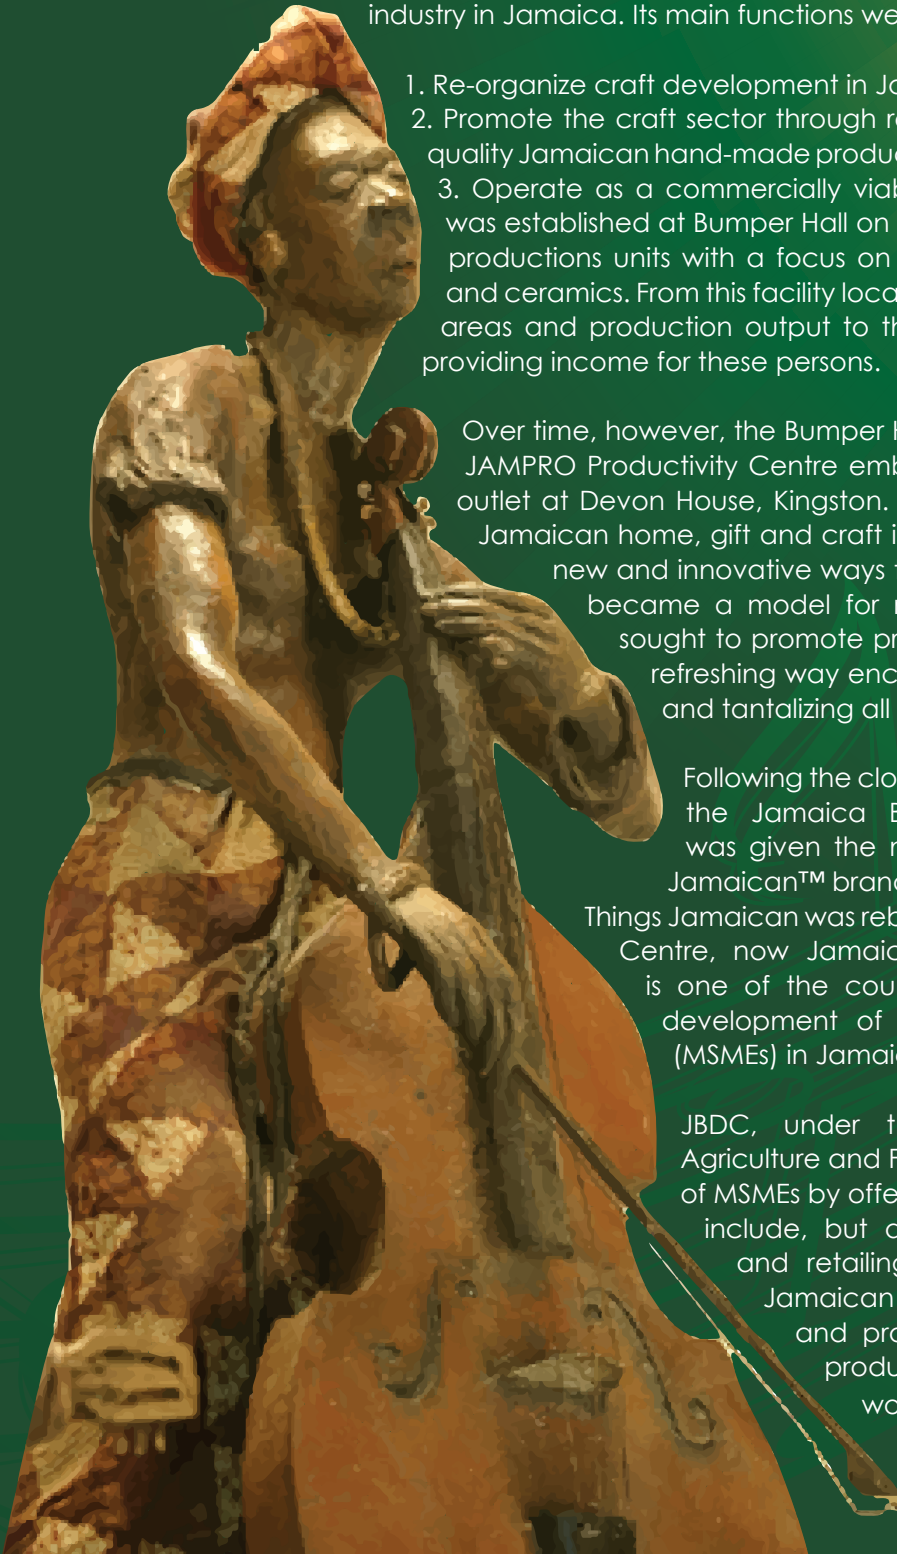 industry in Jamaica. Its main functions we
1. Re-organize craft development in Ja
2. Promote the craft sector through r
quality Jamaican hand-made produ
3. Operate as a commercially viab
was established at Bumper Hall on
productions units with a focus on
and ceramics. From this facility loca
areas and production output to th
providing income for these persons.
Over time, however, the Bumper H
JAMPRO Productivity Centre emb
outlet at Devon House, Kingston.
Jamaican home, gift and craft i
new and innovative ways t
became a model for r
sought to promote pr
refreshing way enc
and tantalizing all
Following the clo
the Jamaica B
was given the r
Jamaican™ branc
Things Jamaican was reb
Centre, now Jamaic
is one of the cou
development of
(MSMEs) in Jamaic
JBDC, under t
Agriculture and F
of MSMEs by offe
include, but a
and retailing
Jamaican
and pro
produ
wo